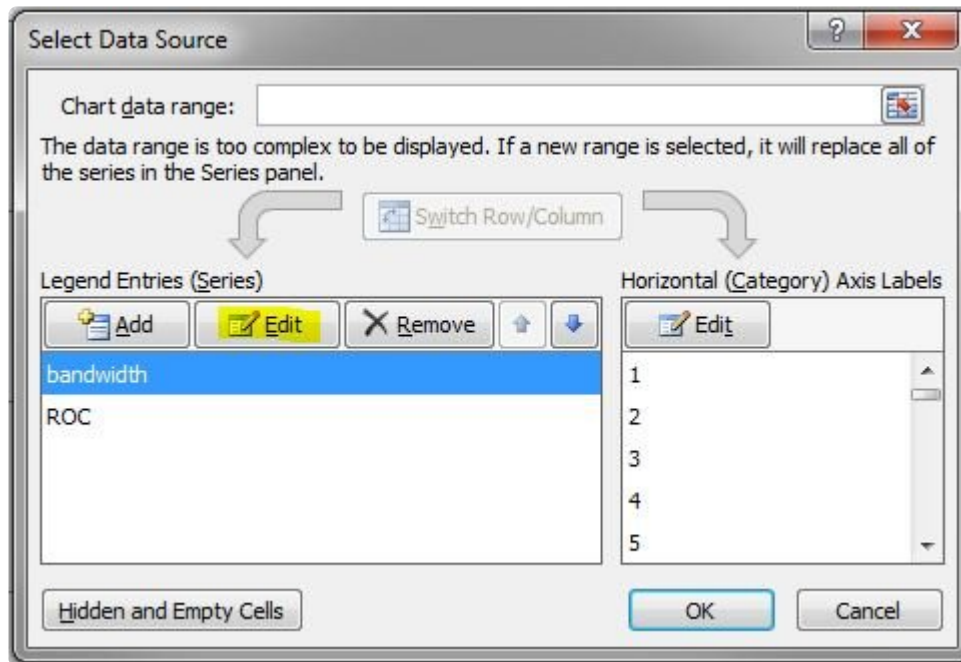 Select Data Source
Chart data range:
The data range is too complex to be displayed. If a new range is selected, it will replace all of
the series in the Series panel.
Switch Row/Column
Legend Entries (Series)
Horizontal (Category) Axis Labels
Add
Edit
Remove
Edit
bandwidth
ROC
1
2
3
4
5
Hidden and Empty Cells
OK
Cancel